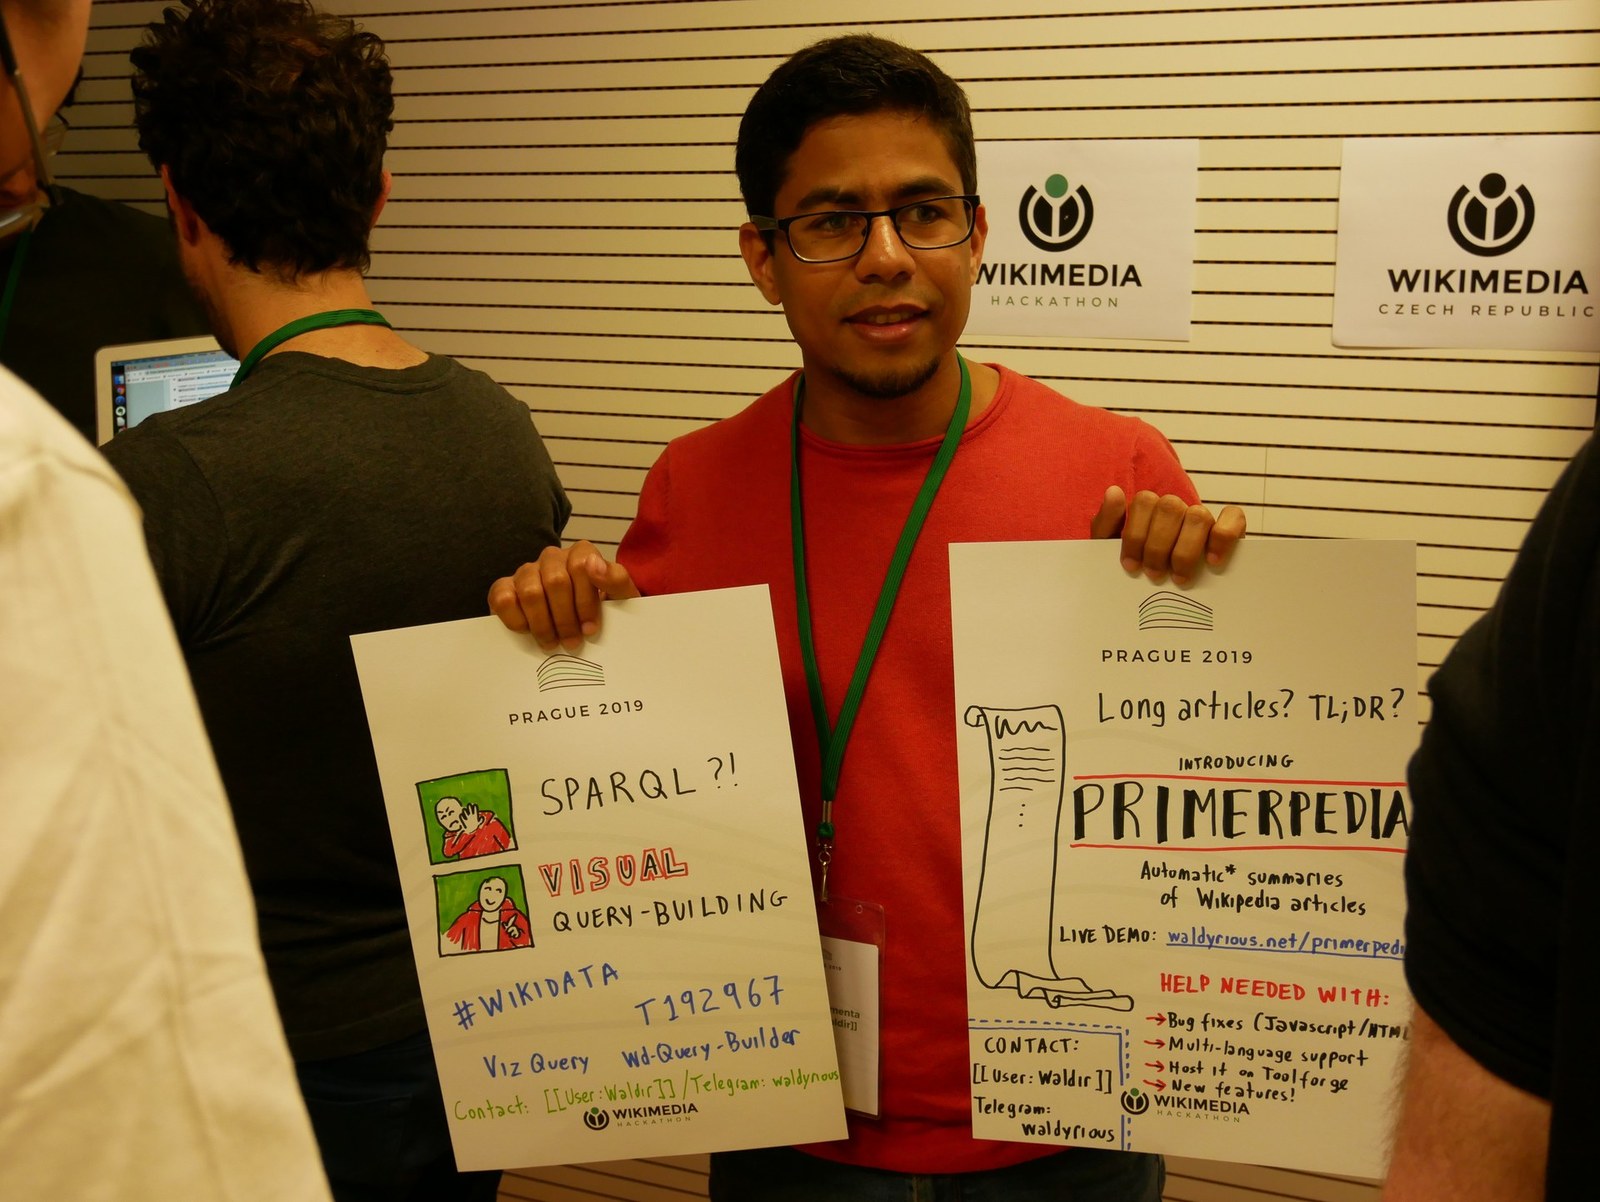 WIKIMEDIA
HACKATHON
WIKIMEDIA
CZECH REPUBLIC
PRAGUE 2019
SPARQL?!
VISUAL
QUERY-BUILDING
#WIKIDATA
T192967
VizQuery
Wd-Query-Builder
Contact: [[User:Waldir]] / Telegram: waldyrious
WIKIMEDIA
HACKATHON
PRAGUE 2019
Long articles? TL;DR?
INTRODUCING
PRIMERPEDIA
Automatic* summaries
of Wikipedia articles
LIVE DEMO: waldyrious.net/primerpedi
HELP NEEDED WITH:
→Bug fixes (Javascript/HTML
→Multi-language support
→Host it on Toolforge
→New features!
CONTACT:
[[User:Waldir]]
Telegram:
waldyrious
WIKIMEDIA
HACKATHON